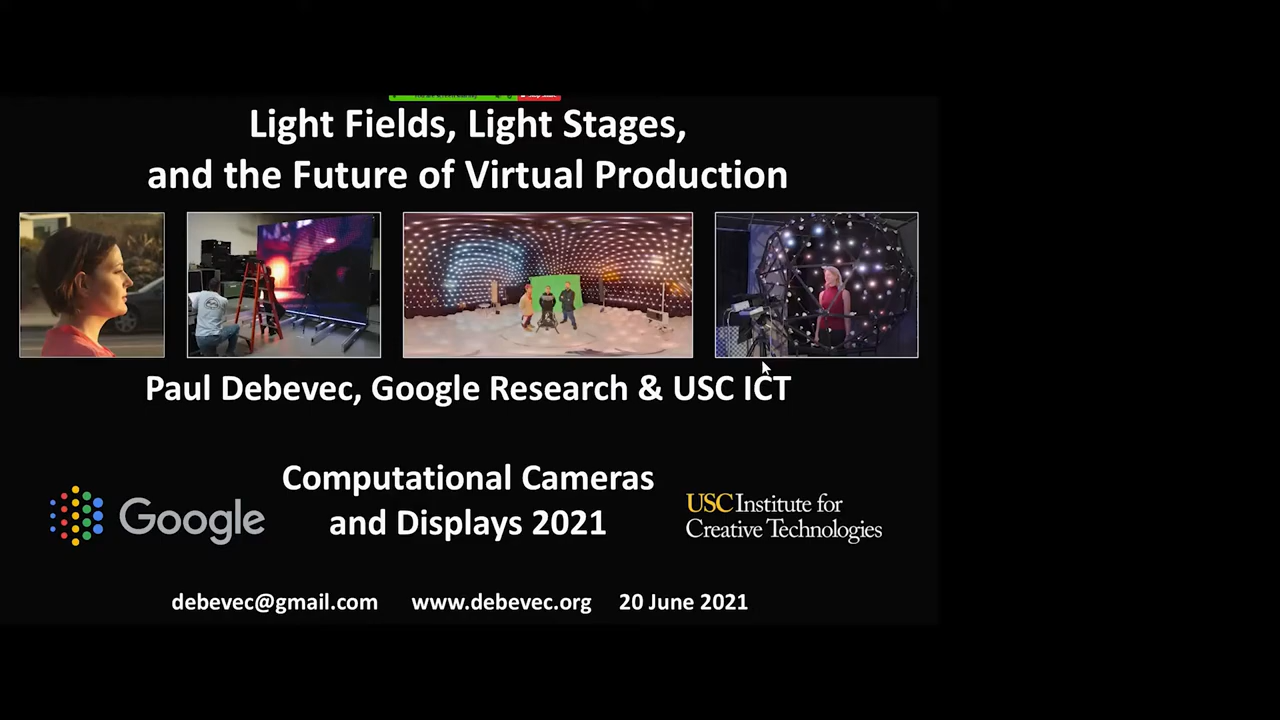 Light Fields, Light Stages,
and the Future of Virtual Production
Paul Debevec, Google Research & USC ICT
Computational Cameras
and Displays 2021
Google
USC Institute for
Creative Technologies
debevec@gmail.com www.debevec.org 20 June 2021